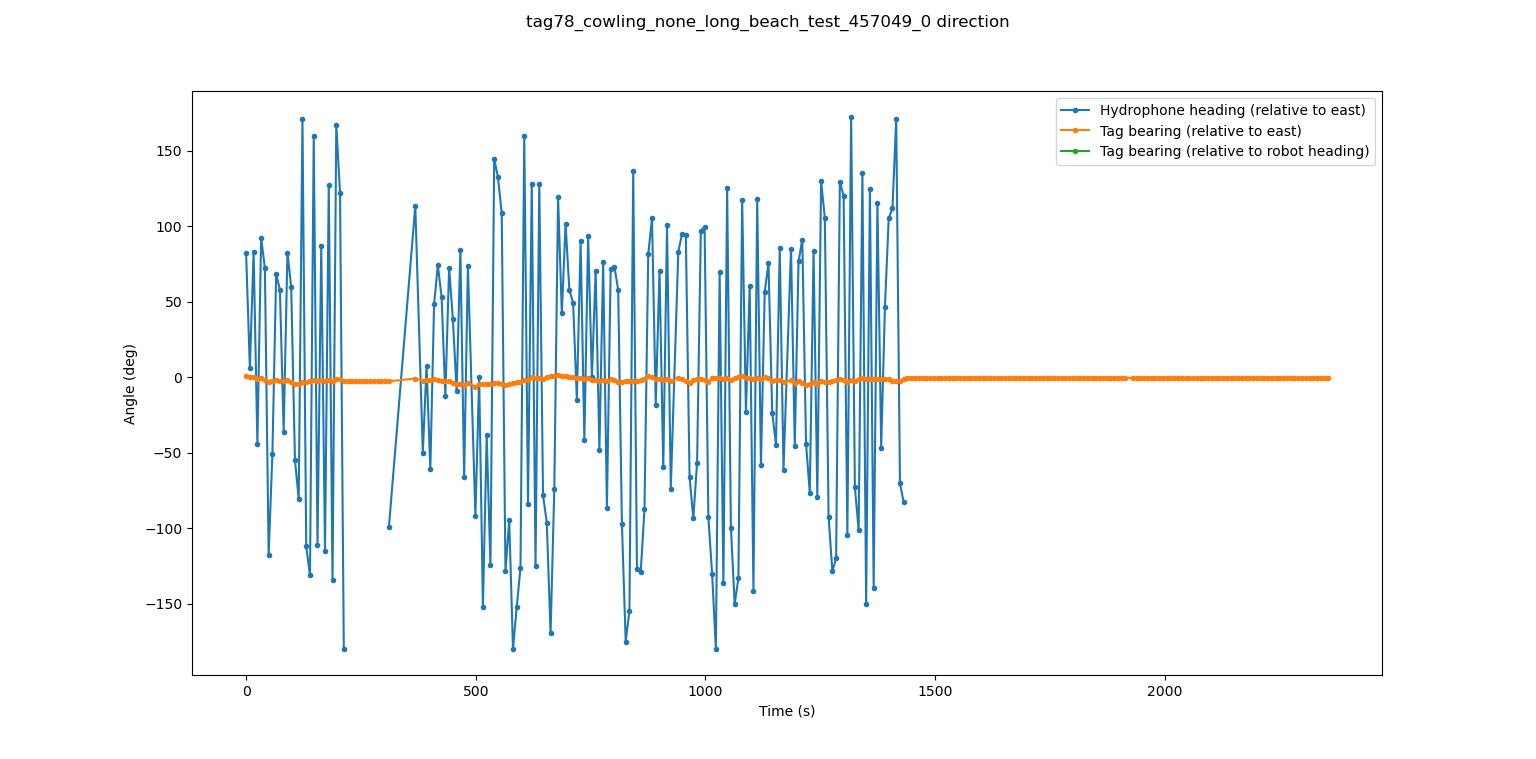 tag78_cowling_none_long_beach_test_457049_0 direction
Hydrophone heading (relative to east)
Tag bearing (relative to east)
Tag bearing (relative to robot heading)
150
100
50
0
−50
−100
−150
Angle (deg)
0 500 1000 1500 2000
Time (s)